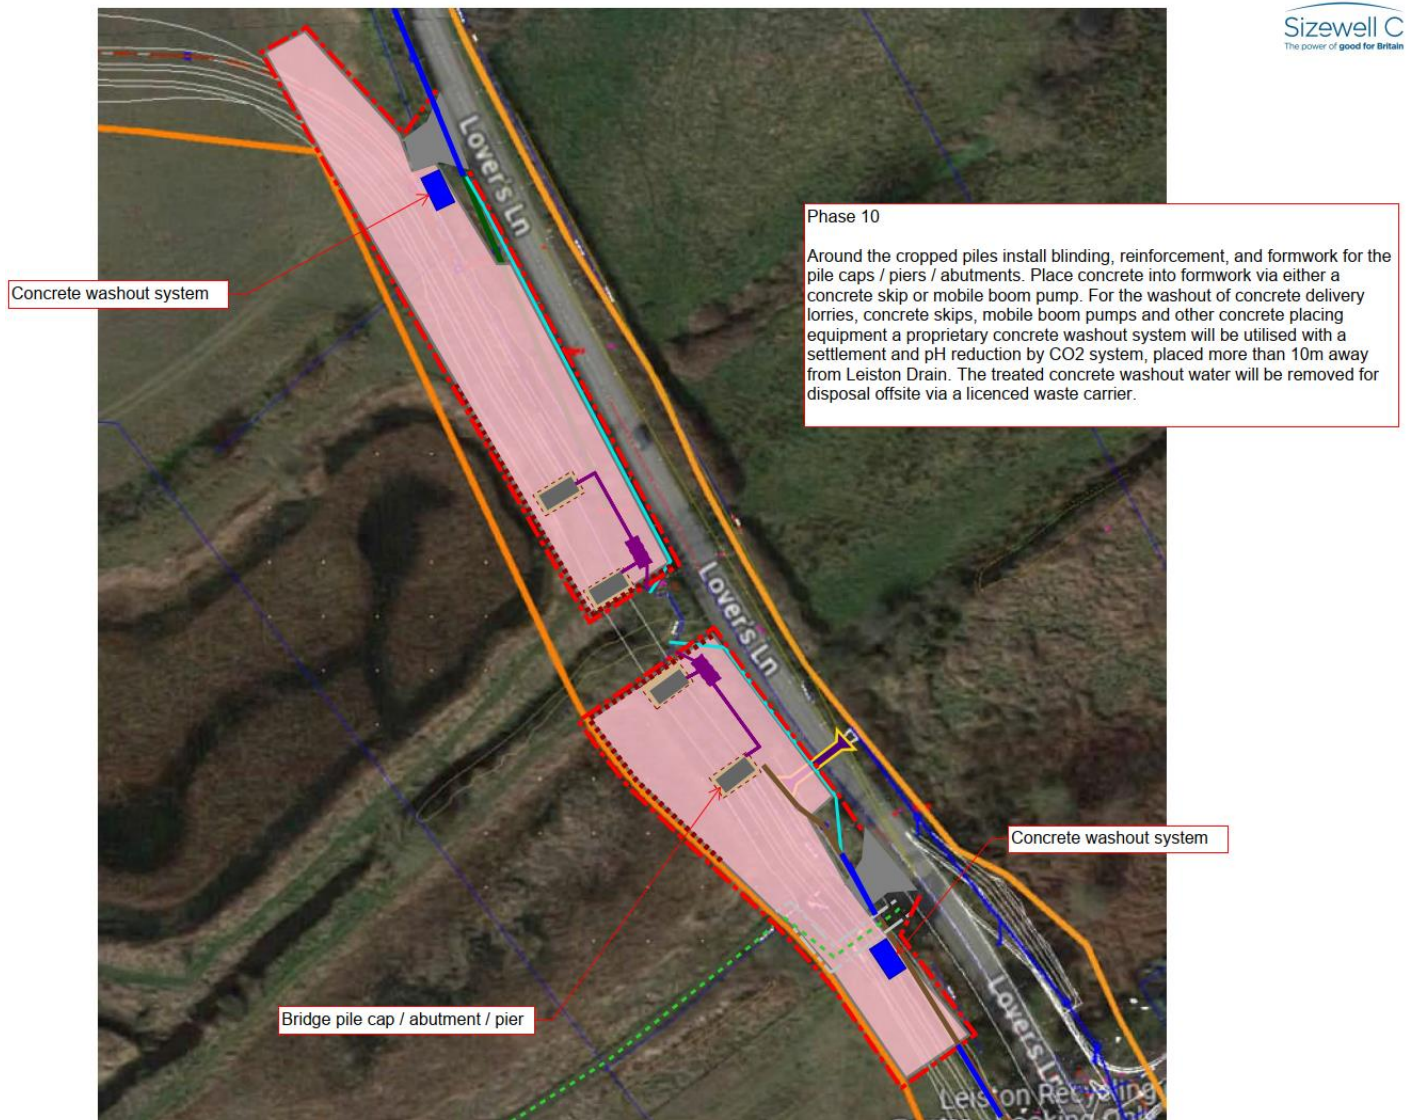 Sizewell C
The power of good for Britain
Lover's Ln
Phase 10
Around the cropped piles install blinding, reinforcement, and formwork for the
pile caps / piers / abutments. Place concrete into formwork via either a
concrete skip or mobile boom pump. For the washout of concrete delivery
lorries, concrete skips, mobile boom pumps and other concrete placing
equipment a proprietary concrete washout system will be utilised with a
settlement and pH reduction by CO2 system, placed more than 10m away
from Leiston Drain. The treated concrete washout water will be removed for
disposal offsite via a licenced waste carrier.
Concrete washout system
Lover's Ln
Concrete washout system
Bridge pile cap / abutment / pier
Lover's Ln
Leiston Recycling